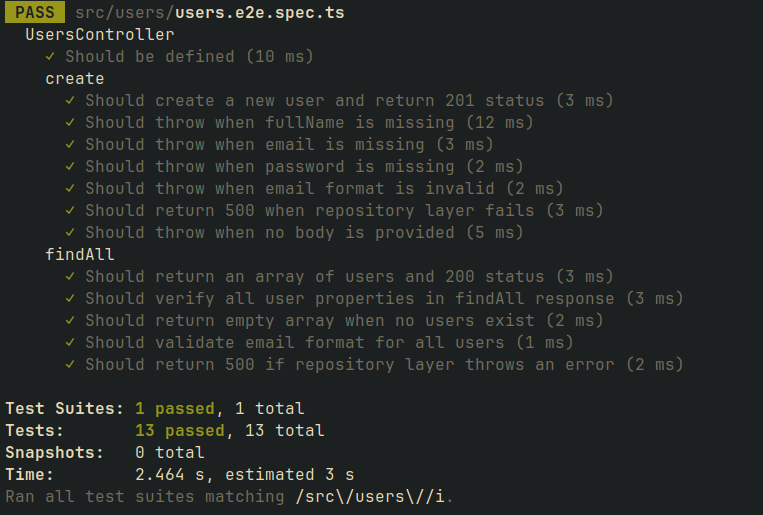 PASS src/users/users.e2e.spec.ts
UsersController
✓ Should be defined (10 ms)
create
✓ Should create a new user and return 201 status (3 ms)
✓ Should throw when fullName is missing (12 ms)
✓ Should throw when email is missing (3 ms)
✓ Should throw when password is missing (2 ms)
✓ Should throw when email format is invalid (2 ms)
✓ Should return 500 when repository layer fails (3 ms)
✓ Should throw when no body is provided (5 ms)
findAll
✓ Should return an array of users and 200 status (3 ms)
✓ Should verify all user properties in findAll response (3 ms)
✓ Should return empty array when no users exist (2 ms)
✓ Should validate email format for all users (1 ms)
✓ Should return 500 if repository layer throws an error (2 ms)
Test Suites: 1 passed, 1 total
Tests: 13 passed, 13 total
Snapshots: 0 total
Time: 2.464 s, estimated 3 s
Ran all test suites matching /src\/users\//i.